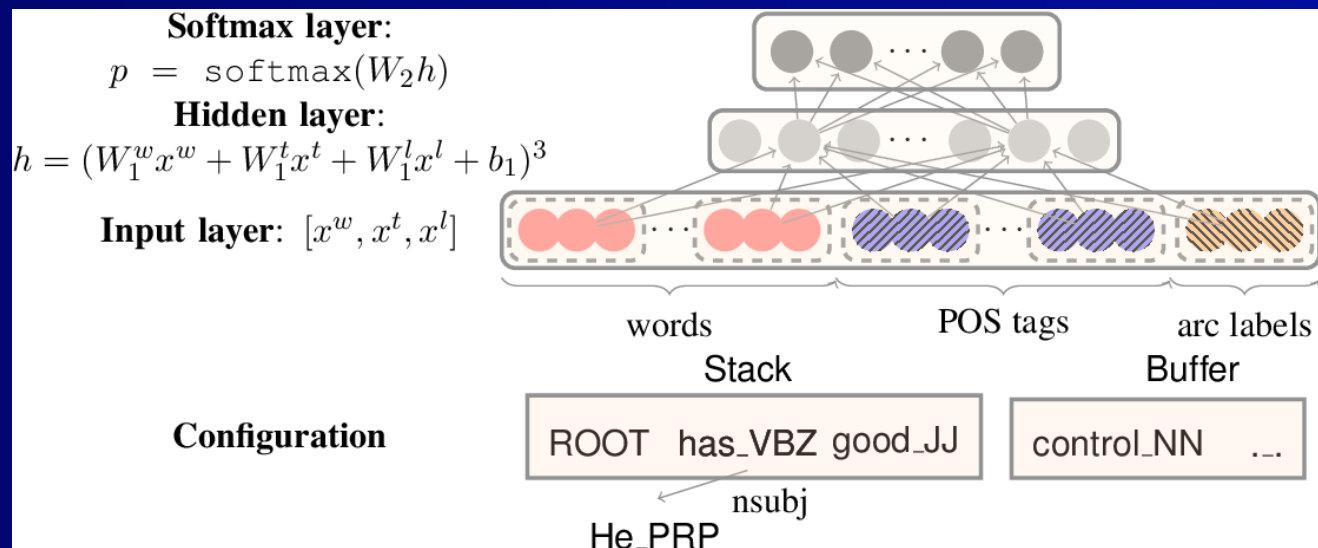 Softmax layer:
p = softmax(W₂h)
Hidden layer:
h = (W₁ʷxʷ + W₁ᵗxᵗ + W₁ˡxˡ + b₁)³
Input layer: [xʷ, xᵗ, xˡ]
···
···
···
···
words
POS tags
arc labels
Stack
Buffer
Configuration
ROOT has_VBZ good_JJ
control_NN ._.
nsubj
He_PRP